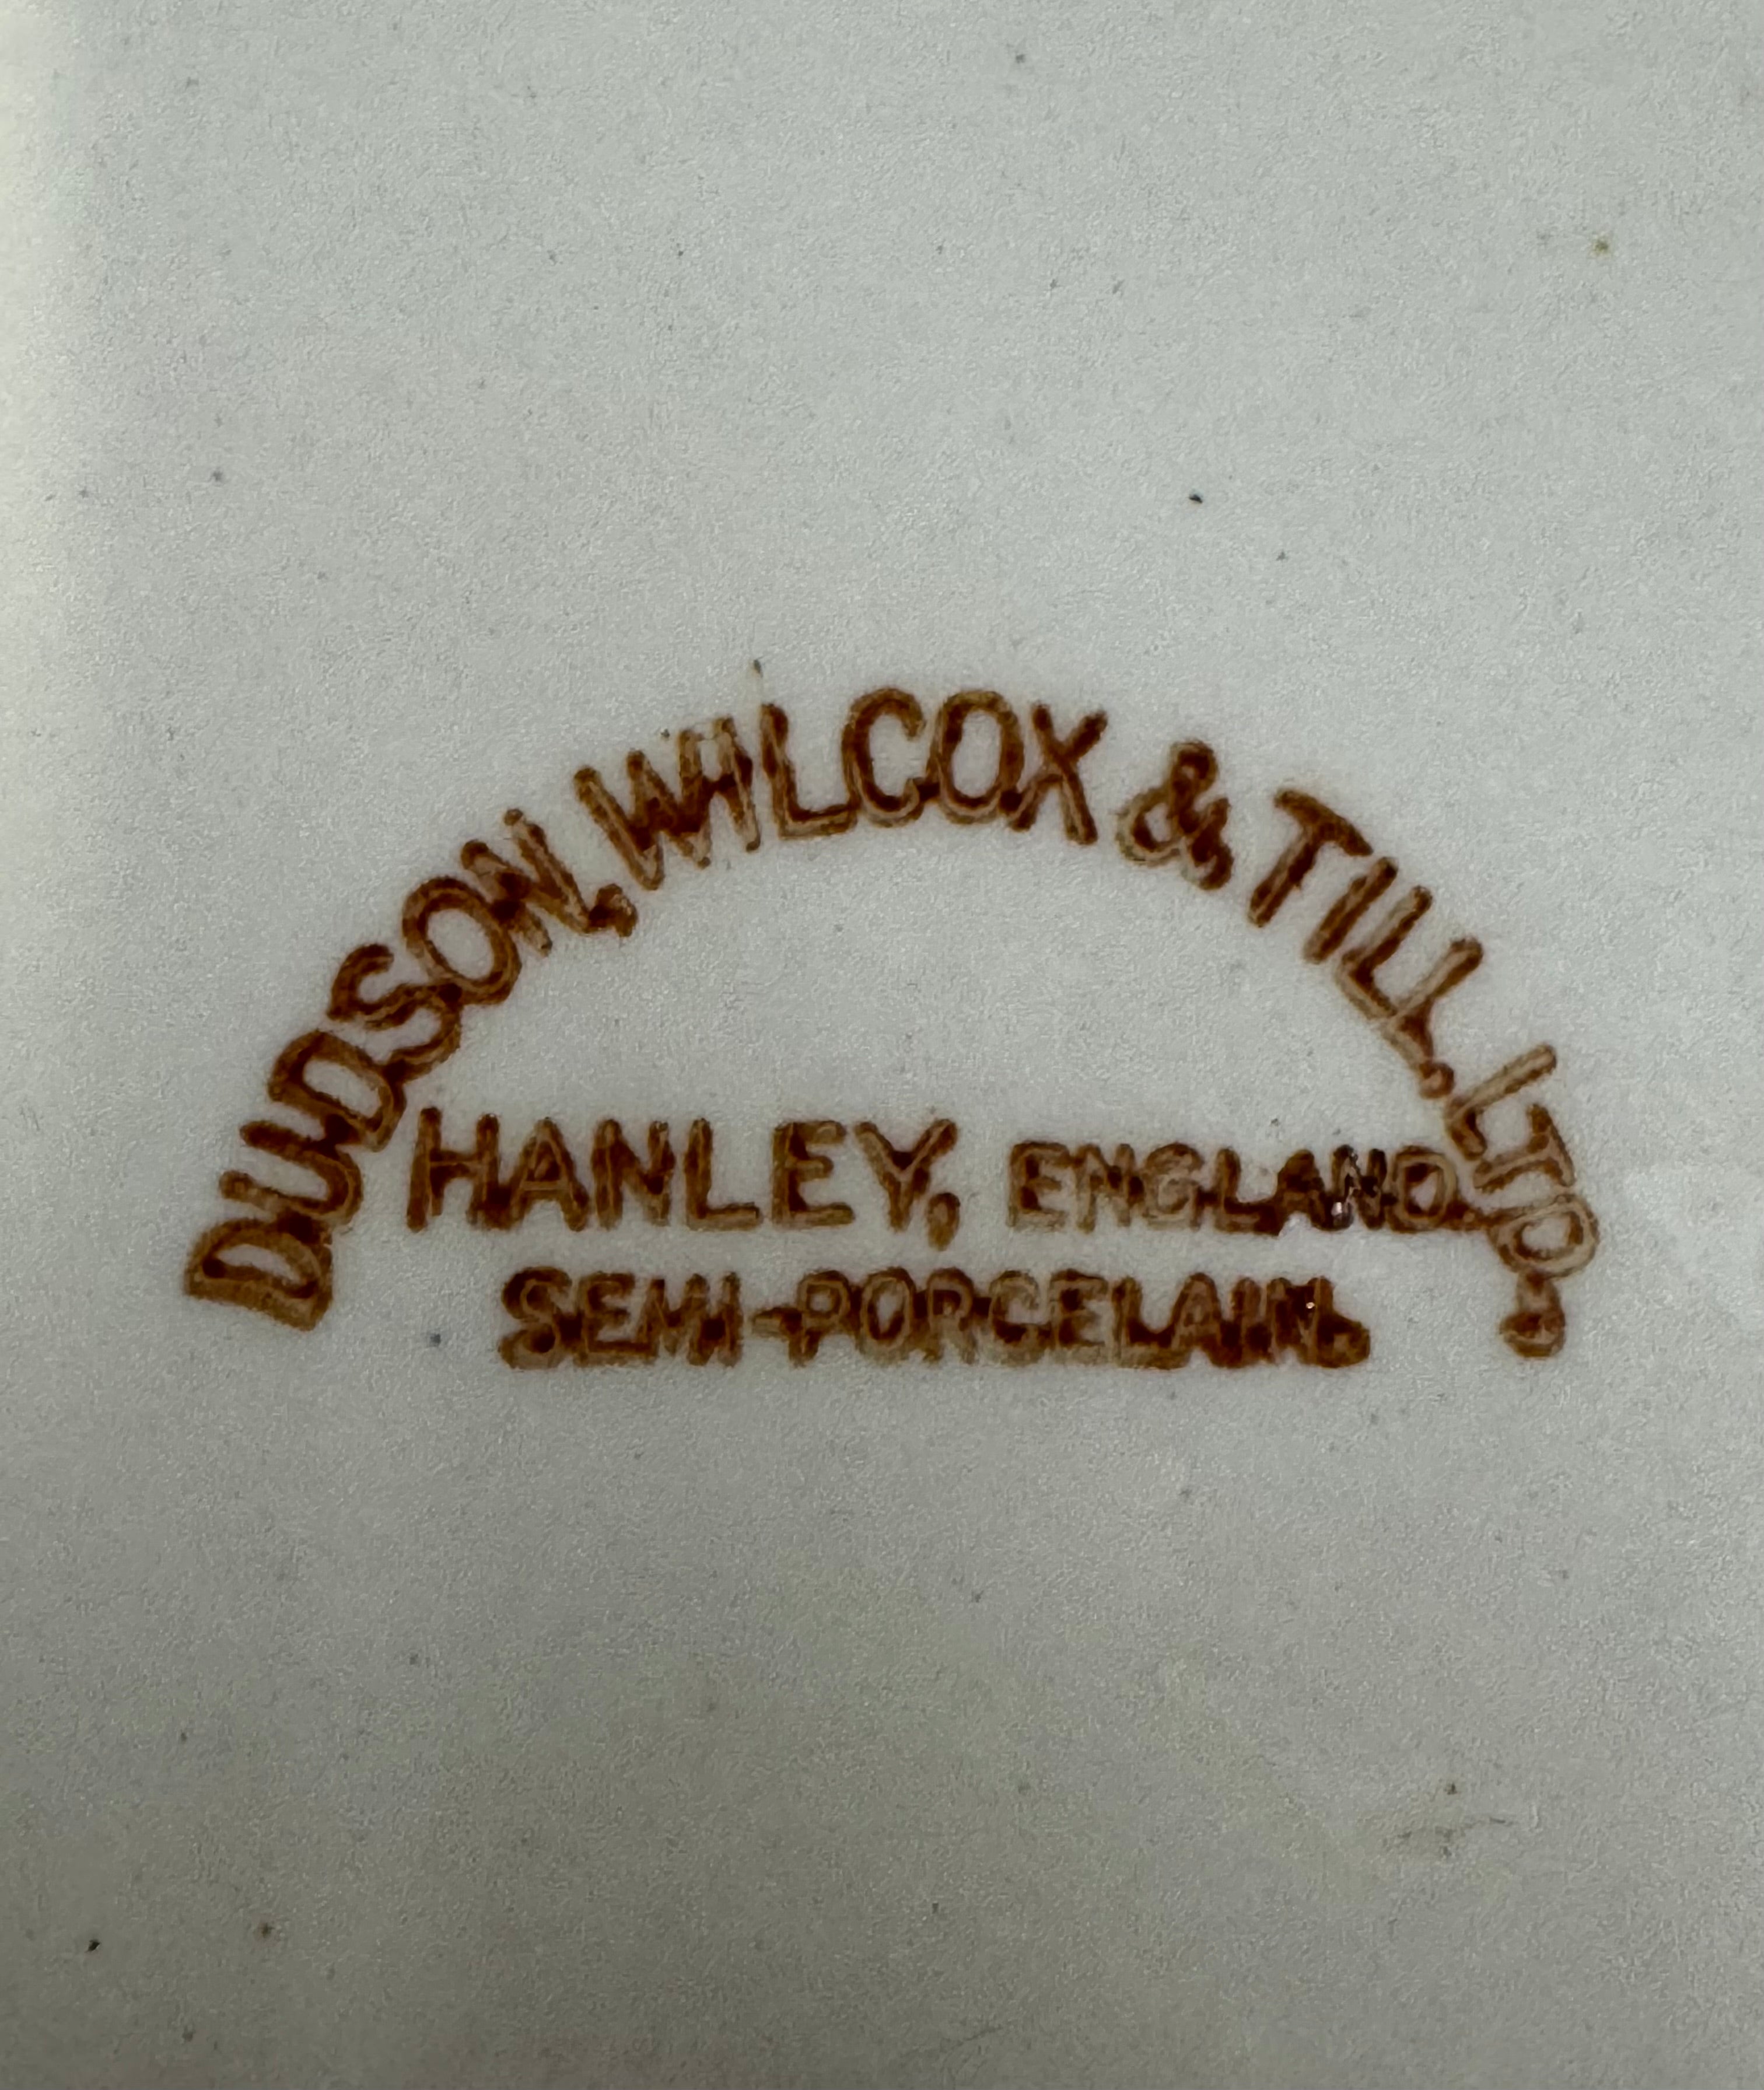 DUDSON, WILCOX & TILL. LTD.
HANLEY, ENGLAND.
SEMI-PORCELAIN.